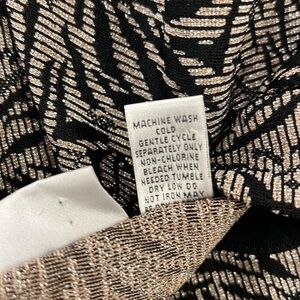 MACHINE WASH
COLD
GENTLE CYCLE
SEPARATELY ONLY
NON-CHLORINE
BLEACH WHEN
NEEDED TUMBLE
DRY LOW DO
NOT IRON MAY
BE